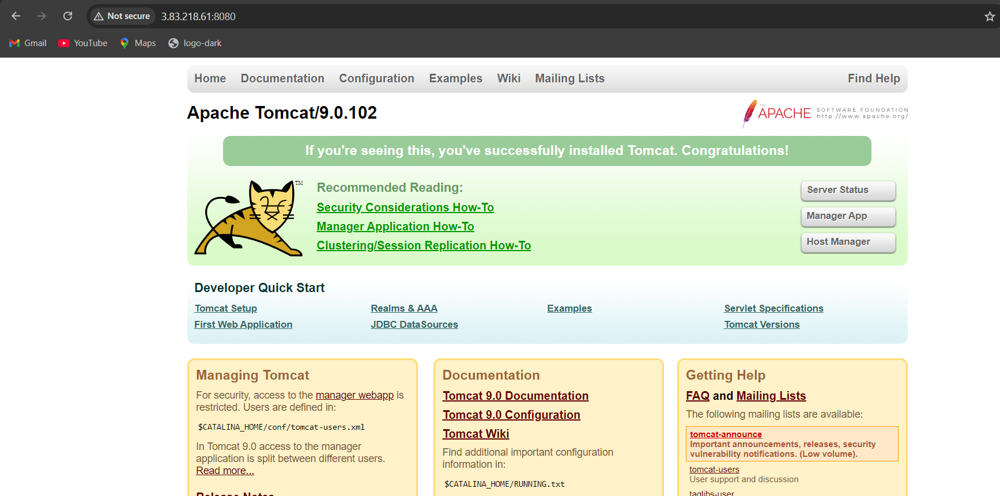 Not secure 3.83.218.61:8080
Gmail YouTube Maps logo-dark
Home Documentation Configuration Examples Wiki Mailing Lists Find Help
Apache Tomcat/9.0.102
THE APACHE® SOFTWARE FOUNDATION
http://www.apache.org/
If you're seeing this, you've successfully installed Tomcat. Congratulations!
TM
Recommended Reading:
Security Considerations How-To
Manager Application How-To
Clustering/Session Replication How-To
Server Status
Manager App
Host Manager
Developer Quick Start
Tomcat Setup
First Web Application
Realms & AAA
JDBC DataSources
Examples
Servlet Specifications
Tomcat Versions
Managing Tomcat
For security, access to the manager webapp is
restricted. Users are defined in:
$CATALINA_HOME/conf/tomcat-users.xml
In Tomcat 9.0 access to the manager
application is split between different users.
Read more...
Release Notes
Documentation
Tomcat 9.0 Documentation
Tomcat 9.0 Configuration
Tomcat Wiki
Find additional important configuration
information in:
$CATALINA_HOME/RUNNING.txt
Getting Help
FAQ and Mailing Lists
The following mailing lists are available:
tomcat-announce
Important announcements, releases, security
vulnerability notifications. (Low volume).
tomcat-users
User support and discussion
taglibs-user